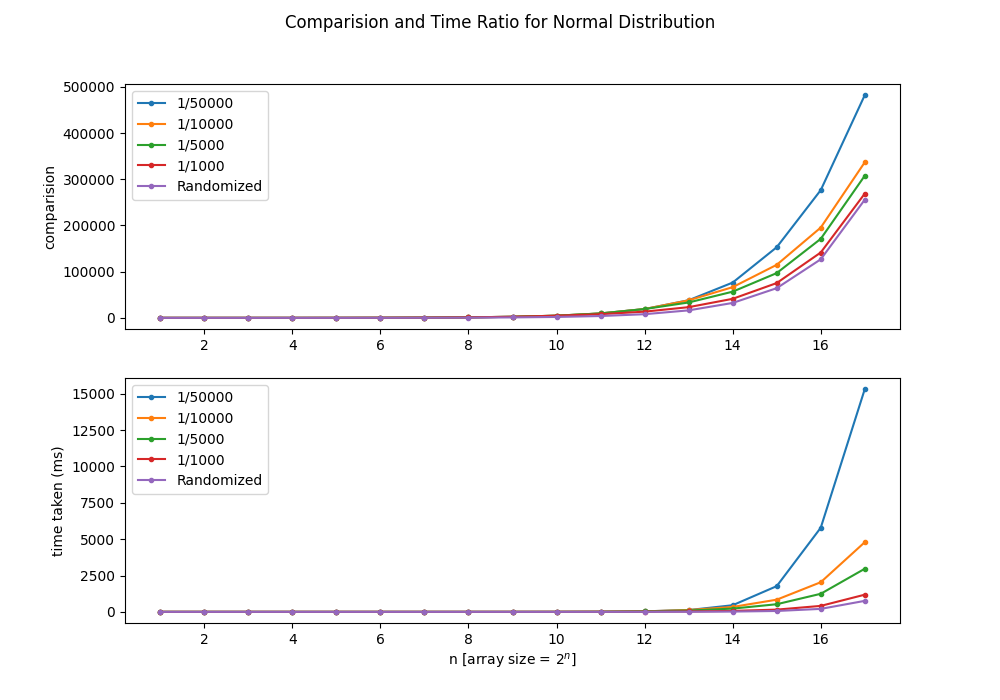 Comparision and Time Ratio for Normal Distribution
500000
400000
300000
200000
100000
0
comparision
1/50000
1/10000
1/5000
1/1000
Randomized
2 4 6 8 10 12 14 16
15000
12500
10000
7500
5000
2500
0
time taken (ms)
1/50000
1/10000
1/5000
1/1000
Randomized
2 4 6 8 10 12 14 16
n [array size = 2ⁿ]